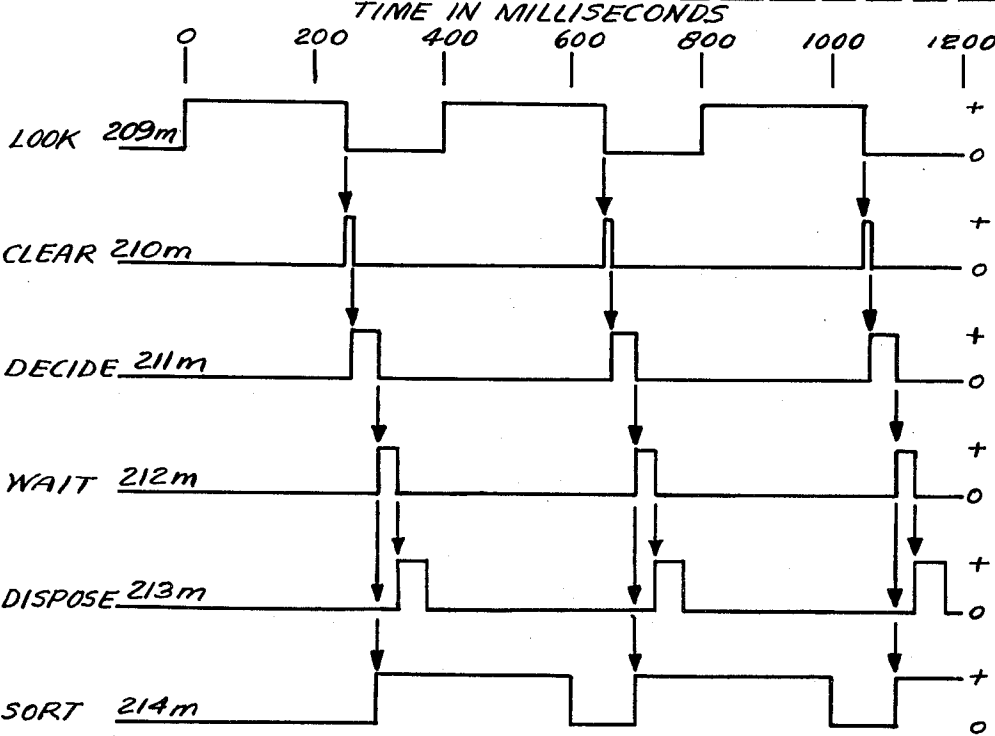 TIME IN MILLISECONDS
0 200 400 600 800 1000 1200
LOOK 209m + 0
CLEAR 210m + 0
DECIDE 211m + 0
WAIT 212m + 0
DISPOSE 213m + 0
SORT 214m + 0